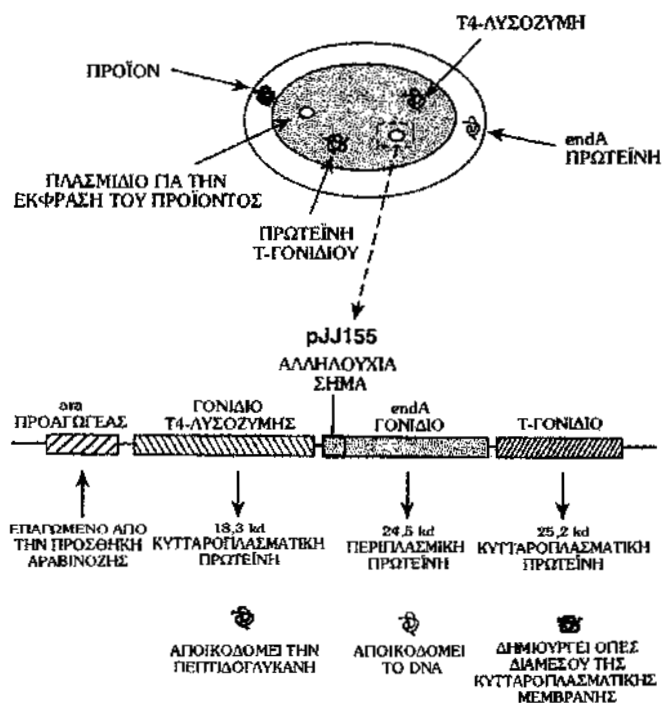 Τ4-ΛΥΣΟΖΥΜΗ
ΠΡΟΪΟΝ
endA
ΠΡΩΤΕΪΝΗ
ΠΛΑΣΜΙΔΙΟ ΓΙΑ ΤΗΝ
ΕΚΦΡΑΣΗ ΤΟΥ ΠΡΟΪΟΝΤΟΣ
ΠΡΩΤΕΪΝΗ
Τ-ΓΟΝΙΔΙΟΥ
pJJ155
ΑΛΛΗΛΟΥΧΙΑ
ΣΗΜΑ
ara
ΠΡΟΑΓΩΓΕΑΣ
ΓΟΝΙΔΙΟ
Τ4-ΛΥΣΟΖΥΜΗΣ
endA
ΓΟΝΙΔΙΟ
Τ-ΓΟΝΙΔΙΟ
ΕΠΑΓΩΜΕΝΟ ΑΠΟ
ΤΗΝ ΠΡΟΣΘΗΚΗ
ΑΡΑΒΙΝΟΖΗΣ
18,3 kd
ΚΥΤΤΑΡΟΠΛΑΣΜΑΤΙΚΗ
ΠΡΩΤΕΪΝΗ
24,5 kd
ΠΕΡΙΠΛΑΣΜΙΚΗ
ΠΡΩΤΕΪΝΗ
25,2 kd
ΚΥΤΤΑΡΟΠΛΑΣΜΑΤΙΚΗ
ΠΡΩΤΕΪΝΗ
ΑΠΟΙΚΟΔΟΜΕΙ ΤΗΝ
ΠΕΠΤΙΔΟΓΛΥΚΑΝΗ
ΑΠΟΙΚΟΔΟΜΕΙ
ΤΟ DNA
ΔΗΜΙΟΥΡΓΕΙ ΟΠΕΣ
ΔΙΑΜΕΣΟΥ ΤΗΣ
ΚΥΤΤΑΡΟΠΛΑΣΜΑΤΙΚΗΣ
ΜΕΜΒΡΑΝΗΣ